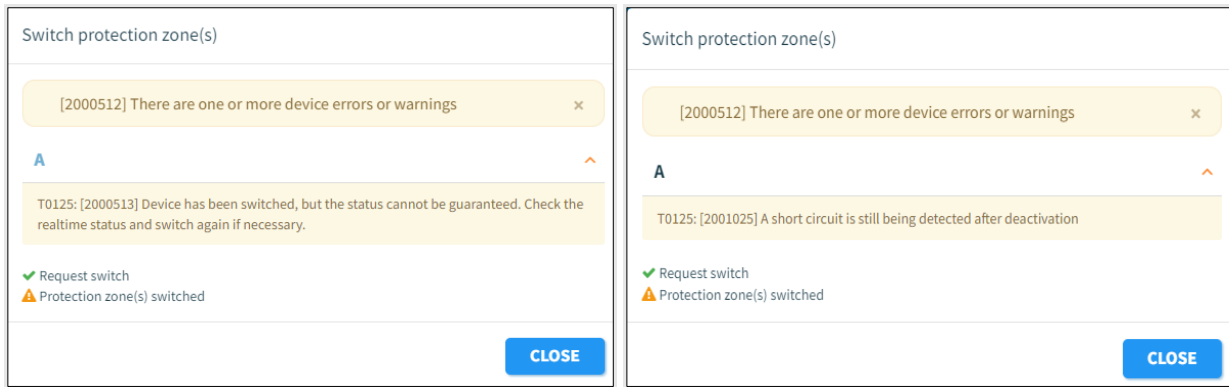 Switch protection zone(s)
[2000512] There are one or more device errors or warnings ×
A
T0125: [2000513] Device has been switched, but the status cannot be guaranteed. Check the
realtime status and switch again if necessary.
Request switch
Protection zone(s) switched
CLOSE
Switch protection zone(s)
[2000512] There are one or more device errors or warnings ×
A
T0125: [2001025] A short circuit is still being detected after deactivation
Request switch
Protection zone(s) switched
CLOSE